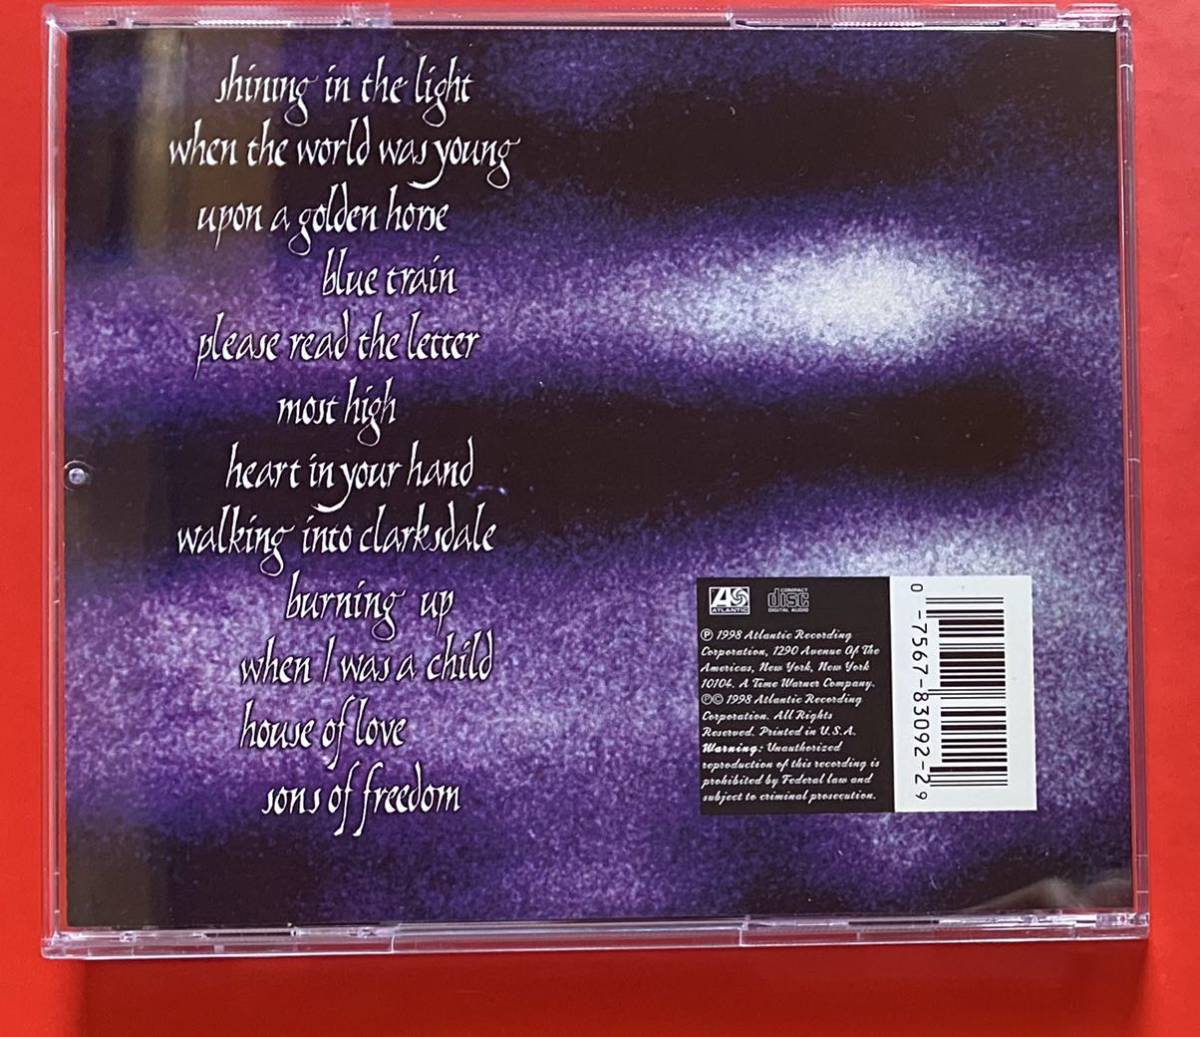 shining in the light
when the world was young
upon a golden horse
blue train
please read the letter
most high
heart in your hand
walking into clarksdale
burning up
when I was a child
house of love
sons of freedom
ATLANTIC
COMPACT
disc
DIGITAL AUDIO
℗ 1998 Atlantic Recording
Corporation, 1290 Avenue Of The
Americas, New York, New York
10104. A Time Warner Company.
℗© 1998 Atlantic Recording
Corporation. All Rights
Reserved. Printed in U.S.A.
Warning: Unauthorized
reproduction of this recording is
prohibited by Federal law and
subject to criminal prosecution.
0 -7567-83092-2 9